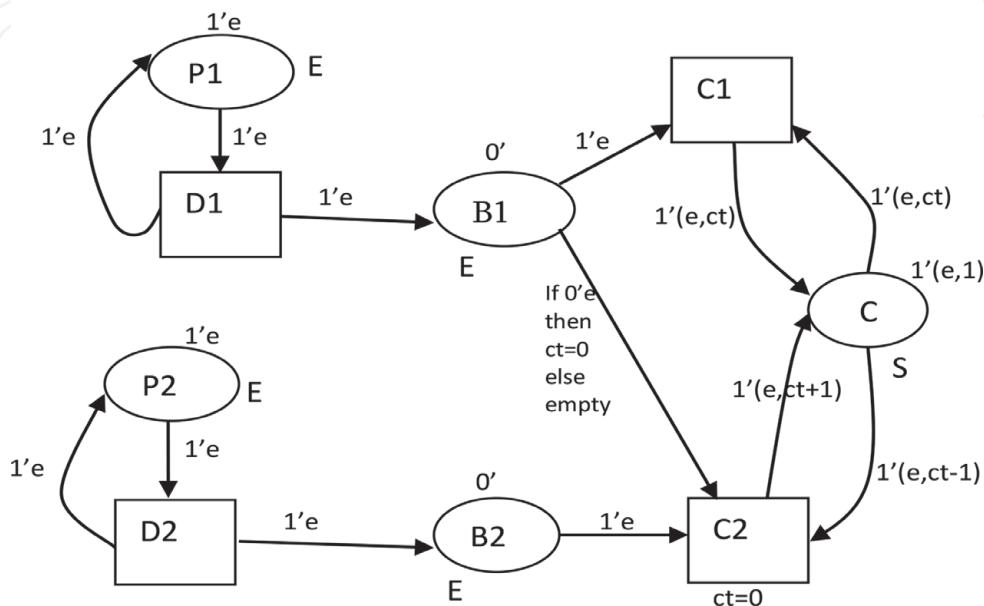 1'e
P1
E
1'e
1'e
D1
1'e
0'
B1
E
1'e
C1
1'(e,ct)
1'(e,ct)
1'(e,1)
C
S
If 0'e
then
ct=0
else
empty
1'(e,ct+1)
1'(e,ct-1)
1'e
P2
E
1'e
1'e
D2
1'e
0'
B2
E
1'e
C2
ct=0